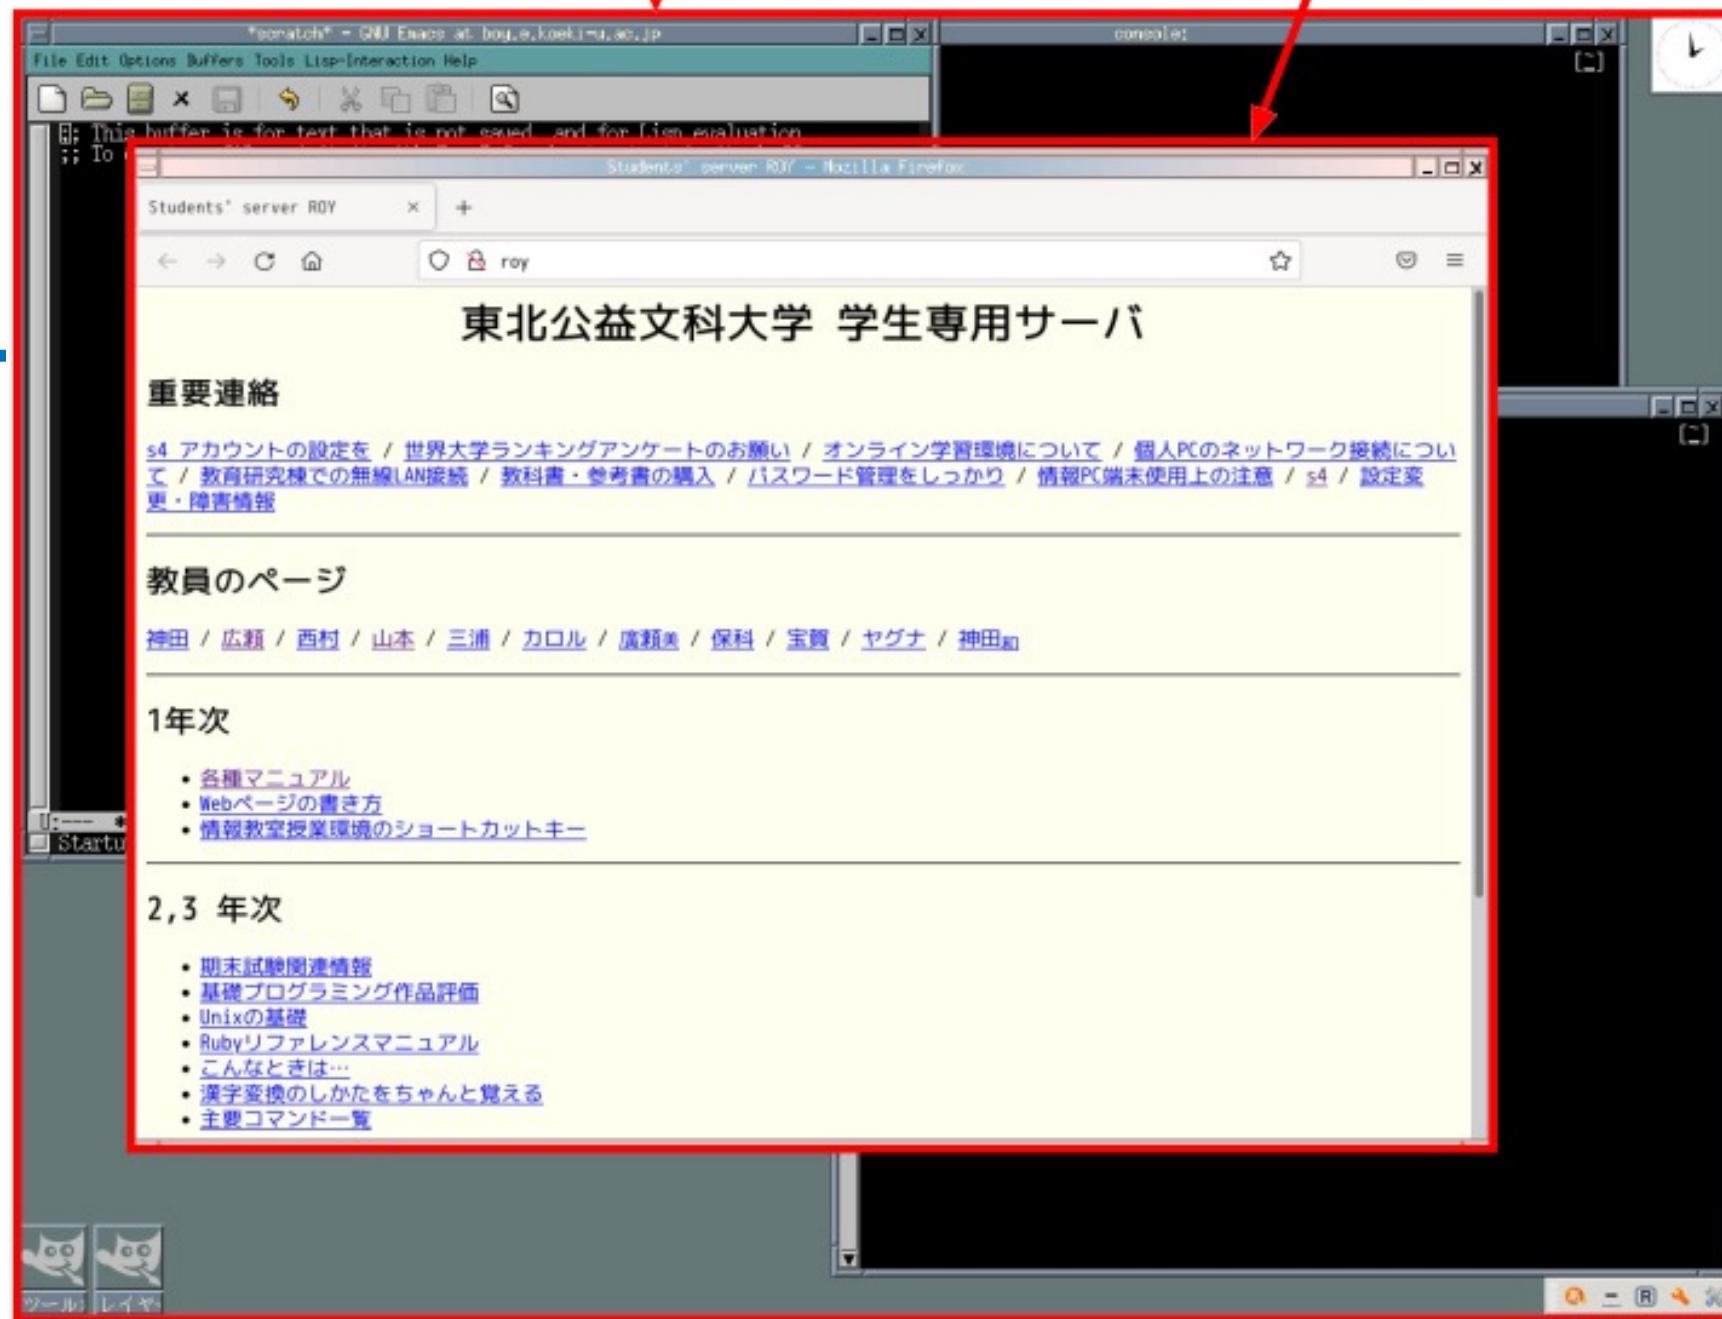 *scratch* - GNU Emacs at boy.e.koeki-u.ac.jp
console:
File Edit Options Buffers Tools Lisp-Interaction Help
;; This buffer is for text that is not saved, and for Lisp evaluation.
;; To
Students' server ROY - Mozilla Firefox
Students' server ROY
roy
東北公益文科大学 学生専用サーバ
重要連絡
s4 アカウントの設定を / 世界大学ランキングアンケートのお願い / オンライン学習環境について / 個人PCのネットワーク接続につい
て / 教育研究棟での無線LAN接続 / 教科書・参考書の購入 / パスワード管理をしっかり / 情報PC端末使用上の注意 / s4 / 設定変
更・障害情報
教員のページ
神田 / 広瀬 / 西村 / 山本 / 三浦 / カロル / 廣瀬美 / 保科 / 宝賀 / ヤグナ / 神田和
1年次
• 各種マニュアル
• Webページの書き方
• 情報教室授業環境のショートカットキー
U:--- *
Startu
2,3 年次
• 期末試験関連情報
• 基礎プログラミング作品評価
• Unixの基礎
• Rubyリファレンスマニュアル
• こんなときは…
• 漢字変換のしかたをちゃんと覚える
• 主要コマンド一覧
ツール:
レイヤ・